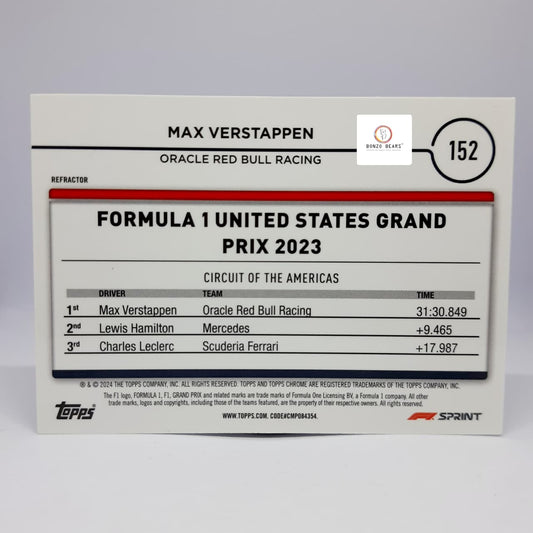 MAX VERSTAPPEN
BONZO BEARS
152
ORACLE RED BULL RACING
REFRACTOR
FORMULA 1 UNITED STATES GRAND
PRIX 2023
CIRCUIT OF THE AMERICAS
DRIVER TEAM TIME
1st Max Verstappen Oracle Red Bull Racing 31:30.849
2nd Lewis Hamilton Mercedes +9.465
3rd Charles Leclerc Scuderia Ferrari +17.987
® & © 2024 THE TOPPS COMPANY, INC. ALL RIGHTS RESERVED. TOPPS AND TOPPS CHROME ARE REGISTERED TRADEMARKS OF THE TOPPS COMPANY, INC.
The F1 logo, FORMULA 1, F1, GRAND PRIX and related marks are trade marks of Formula One Licensing BV, a Formula 1 company. All other
trade marks, logos and copyrights, including those of the teams featured, are the property of their respective owners. All rights reserved.
Topps WWW.TOPPS.COM. CODE#CMP084354. F1 SPRINT